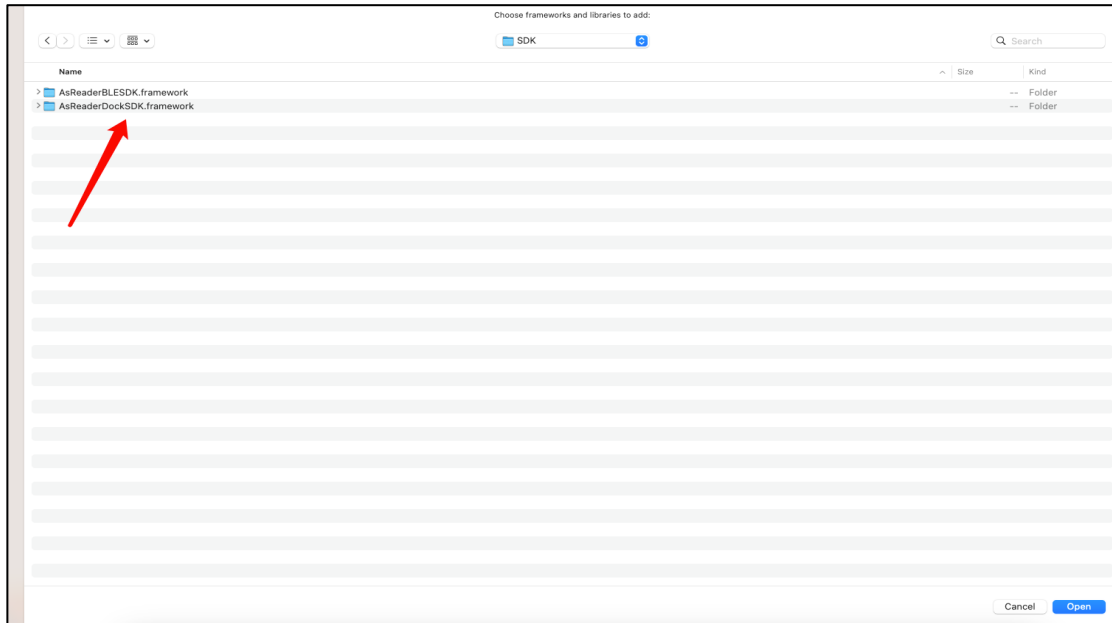 Choose frameworks and libraries to add:
SDK
Search
Name Size Kind
AsReaderBLESDK.framework -- Folder
AsReaderDockSDK.framework -- Folder
Cancel Open